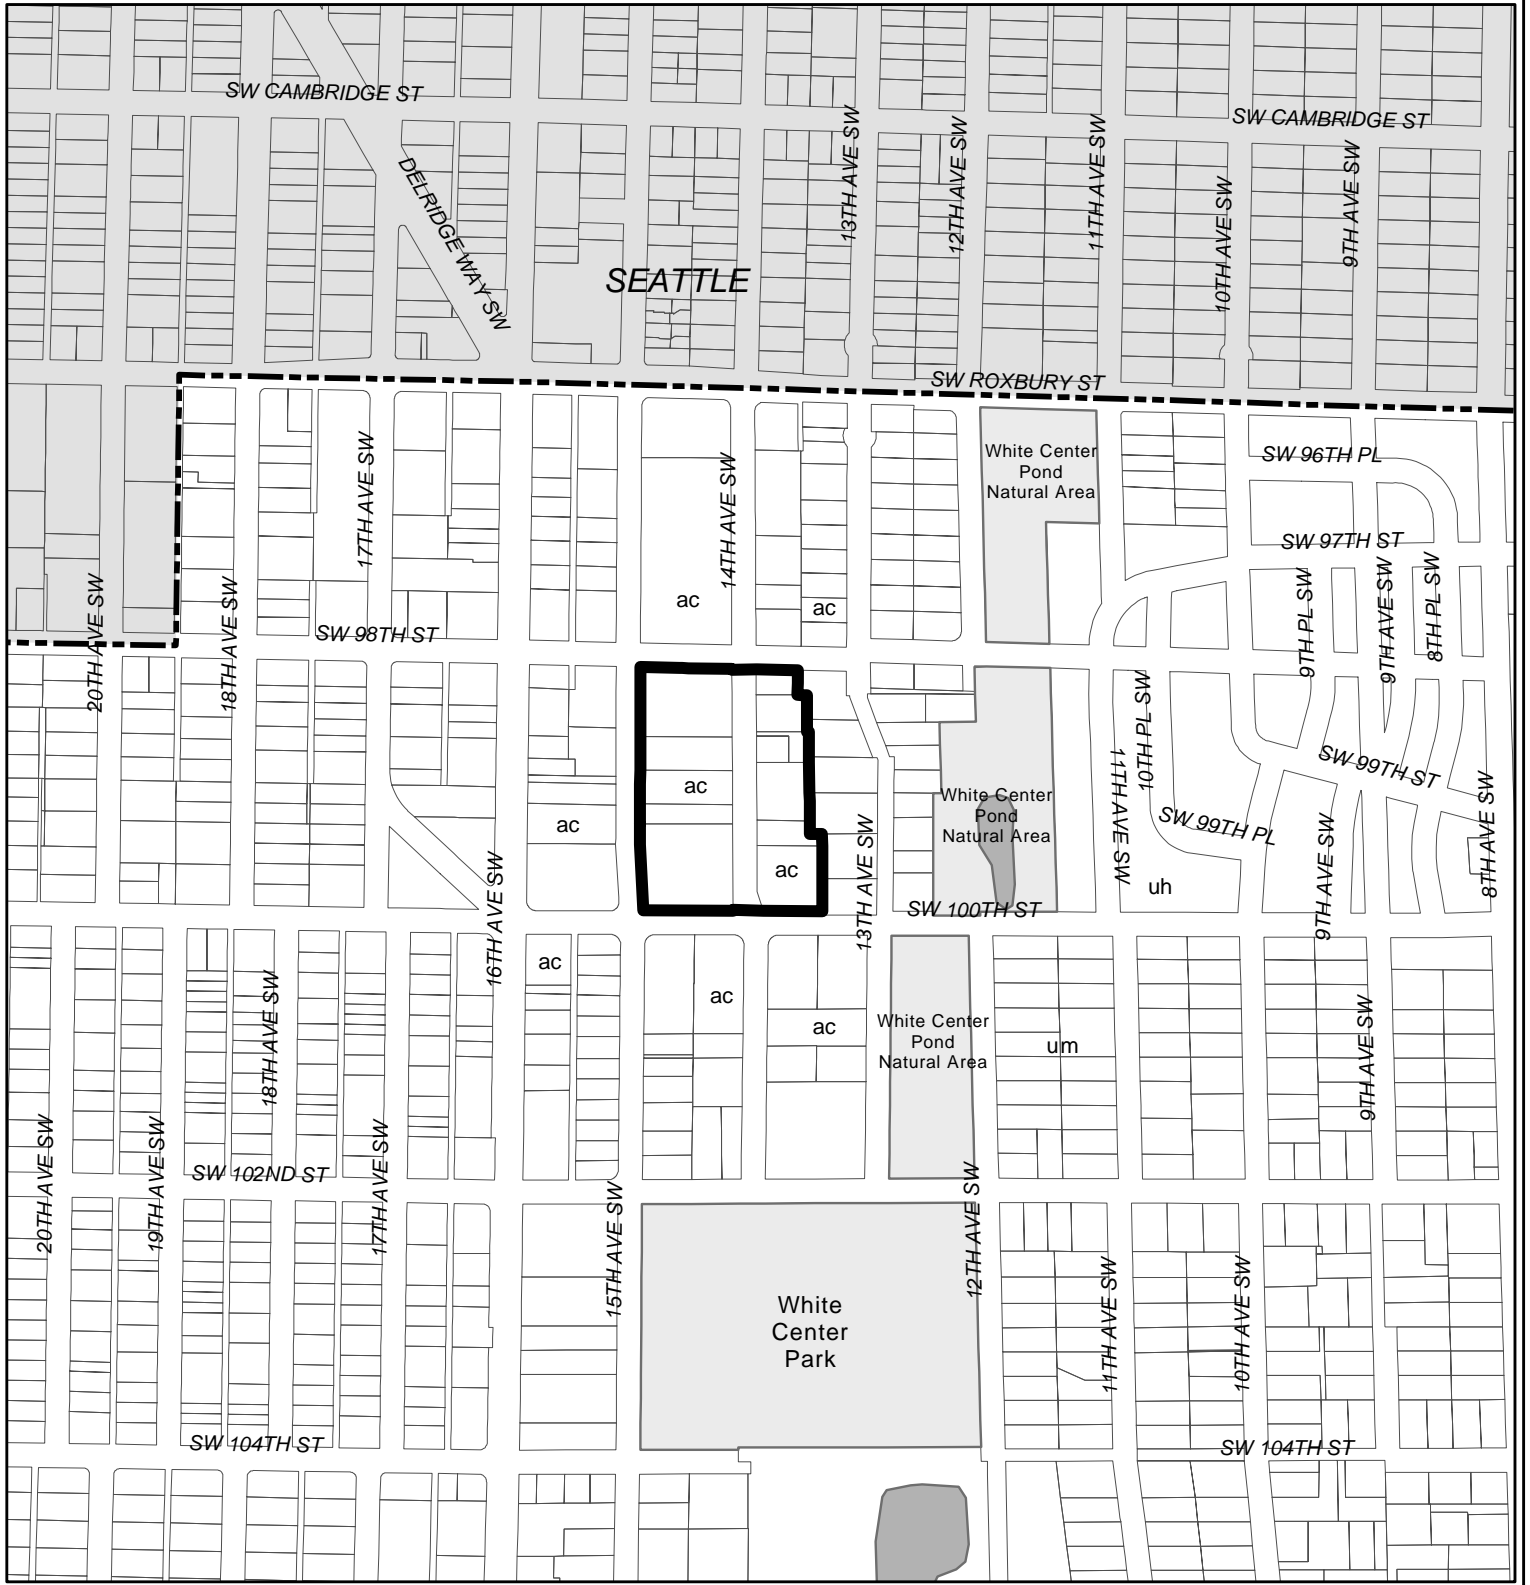 SW CAMBRIDGE ST
SW CAMBRIDGE ST
DELRIDGE WAY SW
13TH AVE SW
12TH AVE SW
11TH AVE SW
10TH AVE SW
9TH AVE SW
SEATTLE
SW ROXBURY ST
17TH AVE SW
14TH AVE SW
White Center
Pond
Natural Area
SW 96TH PL
SW 97TH ST
20TH AVE SW
18TH AVE SW
SW 98TH ST
ac
ac
9TH PL SW
9TH AVE SW
8TH PL SW
10TH PL SW
11TH AVE SW
SW 99TH ST
SW 99TH PL
8TH AVE SW
9TH AVE SW
ac
ac
ac
White Center
Pond
Natural Area
uh
16TH AVE SW
13TH AVE SW
SW 100TH ST
ac
ac
ac
White Center
Pond
Natural Area
um
18TH AVE SW
9TH AVE SW
20TH AVE SW
19TH AVE SW
SW 102ND ST
17TH AVE SW
15TH AVE SW
12TH AVE SW
White
Center
Park
11TH AVE SW
10TH AVE SW
SW 104TH ST
SW 104TH ST